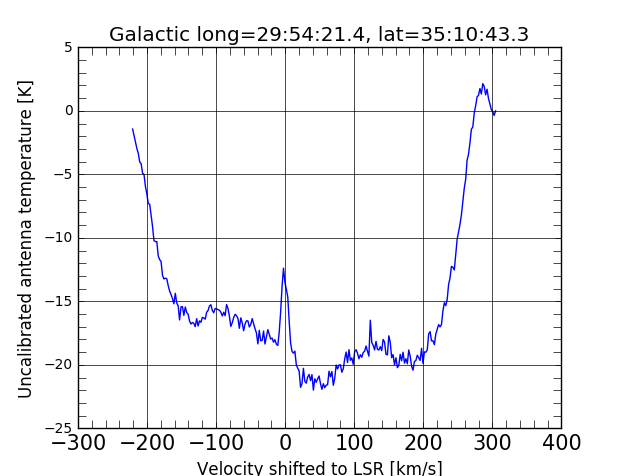 Galactic long=29:54:21.4, lat=35:10:43.3
5
0
−5
−10
−15
−20
−25
Uncalibrated antenna temperature [K]
−300 −200 −100 0 100 200 300 400
Velocity shifted to LSR [km/s]